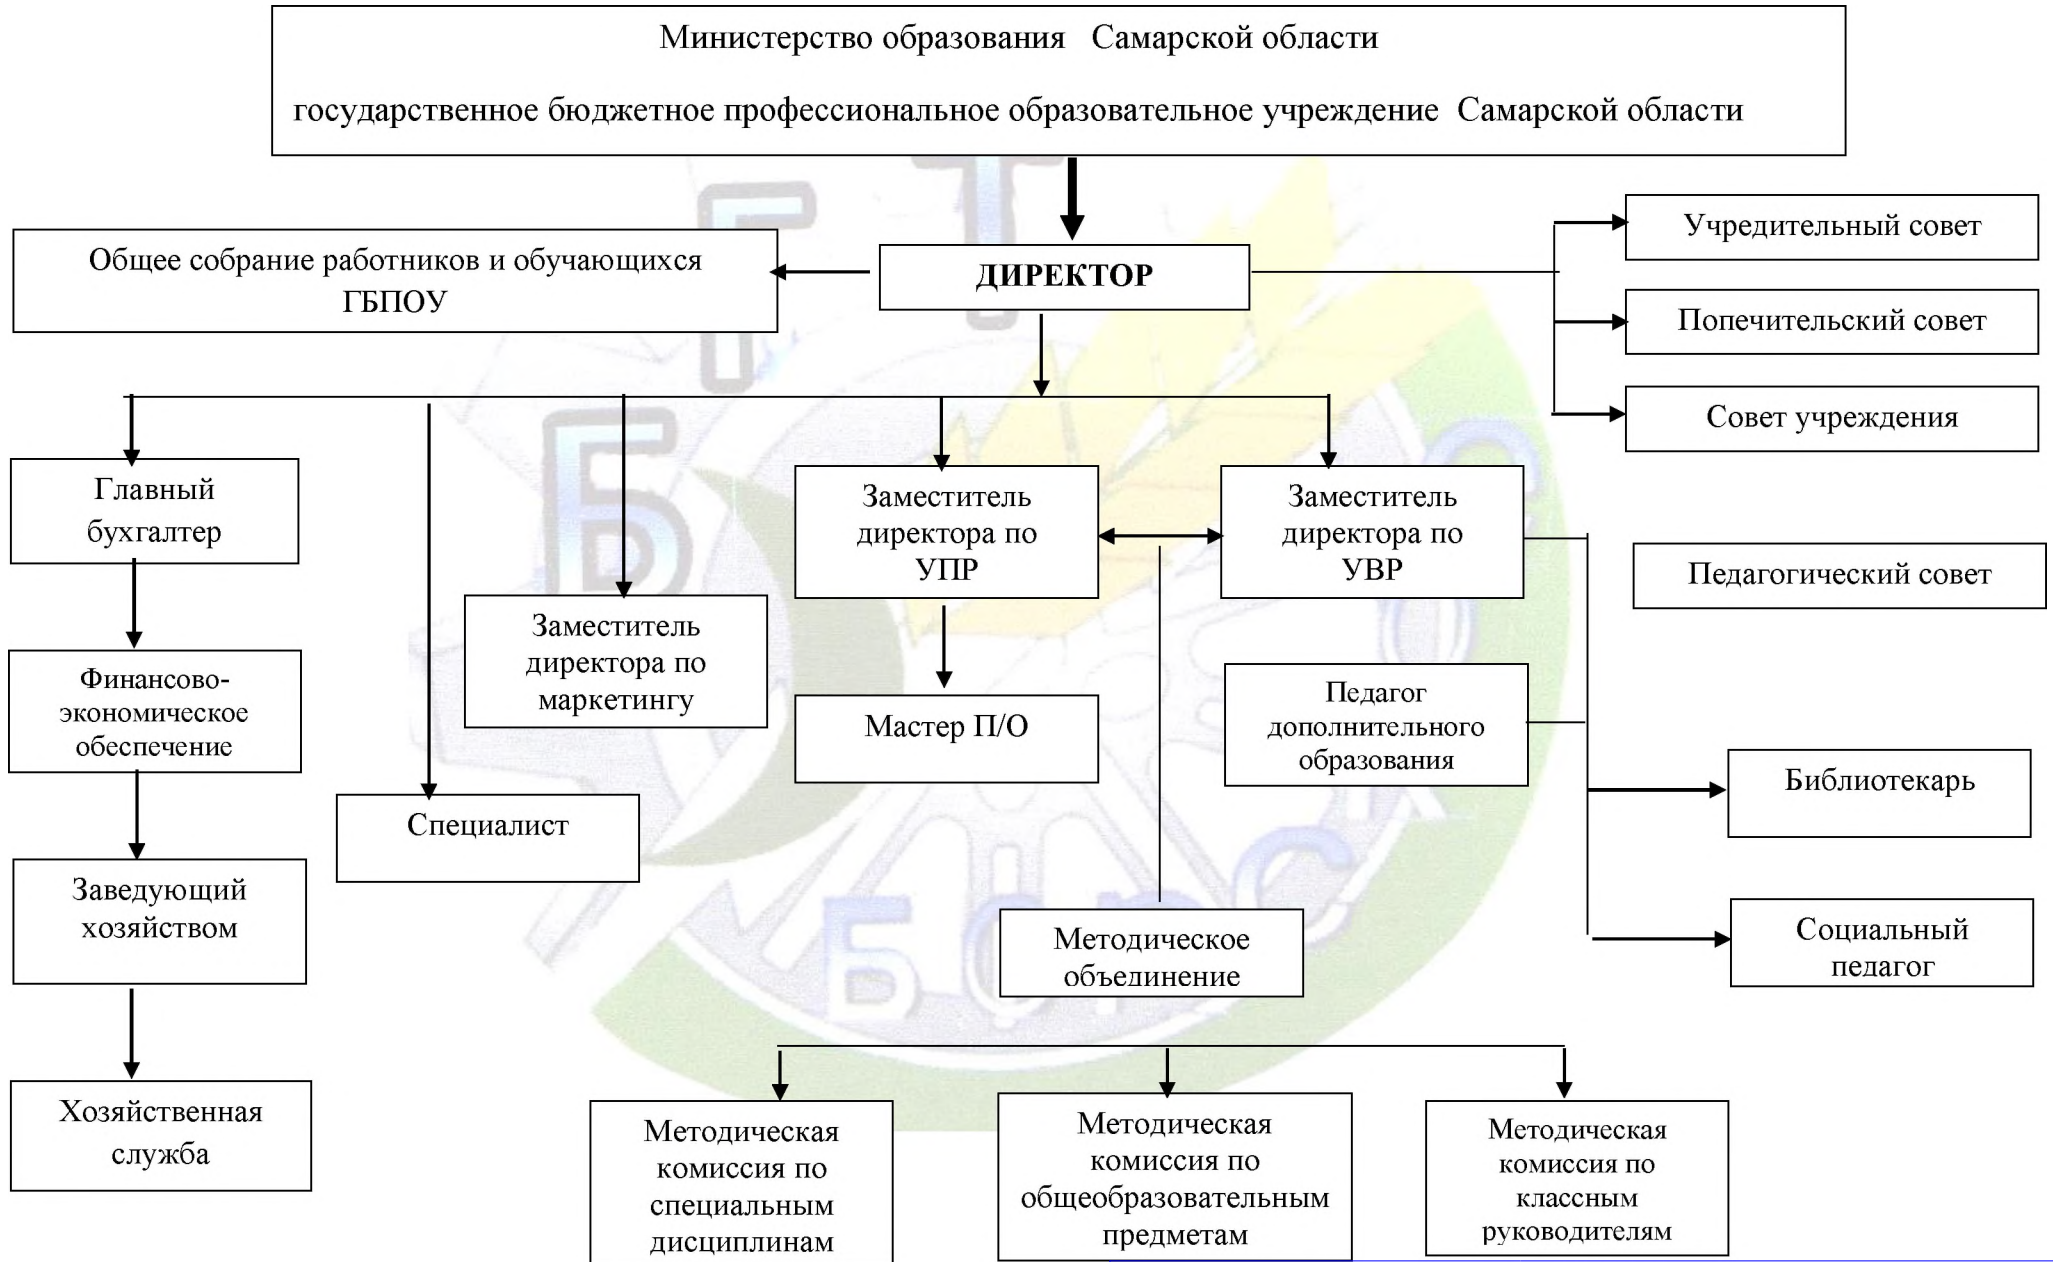 Министерство образования Самарской области
государственное бюджетное профессиональное образовательное учреждение Самарской области
Учредительный совет
Общее собрание работников и обучающихся
ГБПОУ
ДИРЕКТОР
Попечительский совет
Совет учреждения
Главный
бухгалтер
Заместитель
директора по
УПР
Заместитель
директора по
УВР
Педагогический совет
Заместитель
директора по
маркетингу
Финансово-
экономическое
обеспечение
Мастер П/О
Педагог
дополнительного
образования
Библиотекарь
Специалист
Заведующий
хозяйством
Методическое
объединение
Социальный
педагог
Хозяйственная
служба
Методическая
комиссия по
специальным
дисциплинам
Методическая
комиссия по
общеобразовательным
предметам
Методическая
комиссия по
классным
руководителям